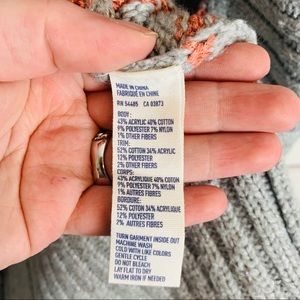 MADE IN CHINA
FABRIQUÉ EN CHINE
RN 54485 CA 03873
BODY:
43% ACRYLIC 40% COTTON
9% POLYESTER 7% NYLON
1% OTHER FIBERS
TRIM:
52% COTTON 34% ACRYLIC
12% POLYESTER
2% OTHER FIBERS
CORPS:
43% ACRYLIQUE 40% COTON
9% POLYESTER 7% NYLON
1% AUTRES FIBRES
BORDURE:
52% COTON 34% ACRYLIQUE
12% POLYESTER
2% AUTRES FIBRES
TURN GARMENT INSIDE OUT
MACHINE WASH
COLD WITH LIKE COLORS
GENTLE CYCLE
DO NOT BLEACH
LAY FLAT TO DRY
WARM IRON IF NEEDED